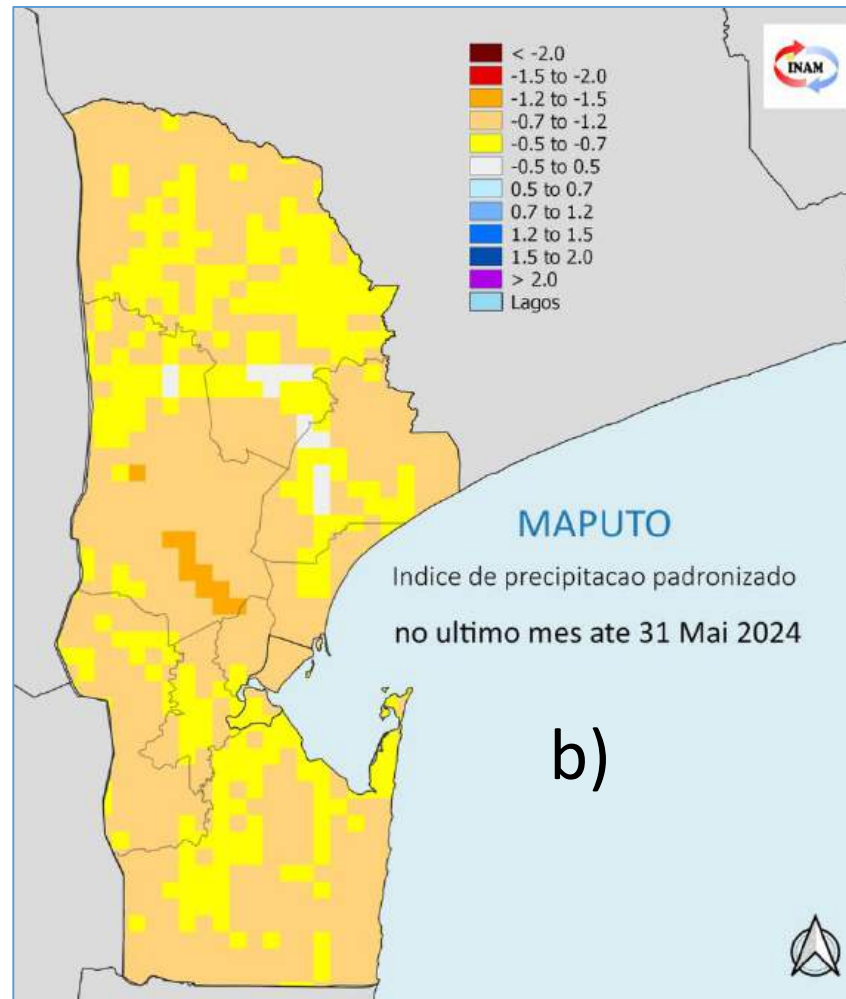 < -2.0
-1.5 to -2.0
-1.2 to -1.5
-0.7 to -1.2
-0.5 to -0.7
-0.5 to 0.5
0.5 to 0.7
0.7 to 1.2
1.2 to 1.5
1.5 to 2.0
> 2.0
Lagos
INAM
MAPUTO
Indice de precipitacao padronizado
no ultimo mes ate 31 Mai 2024
b)